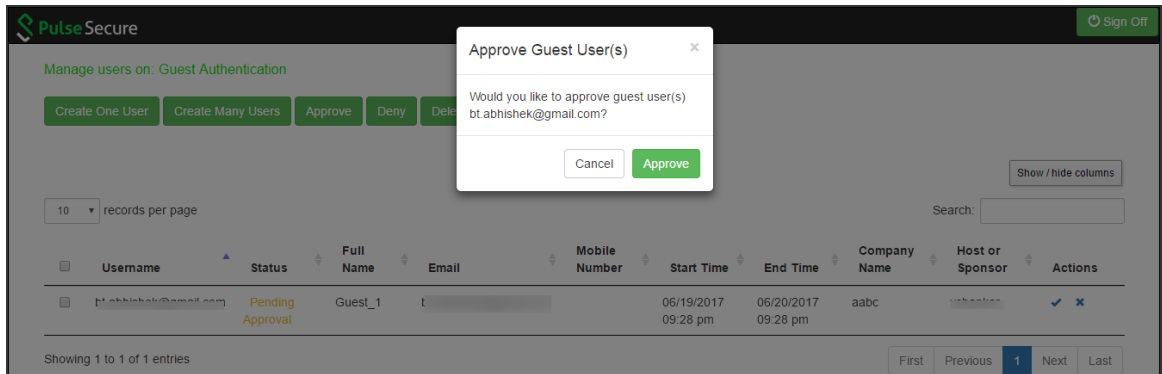 Pulse Secure
Sign Off
Approve Guest User(s)
×
Manage users on: Guest Authentication
Would you like to approve guest user(s)
bt.abhishek@gmail.com?
Create One User Create Many Users Approve Deny
Cancel Approve
Show / hide columns
10 records per page
Search:
Username Status Full Name Email Mobile Number Start Time End Time Company Name Host or Sponsor Actions
Pending Approval Guest_1 06/19/2017 09:28 pm 06/20/2017 09:28 pm aabc
Showing 1 to 1 of 1 entries
First Previous 1 Next Last